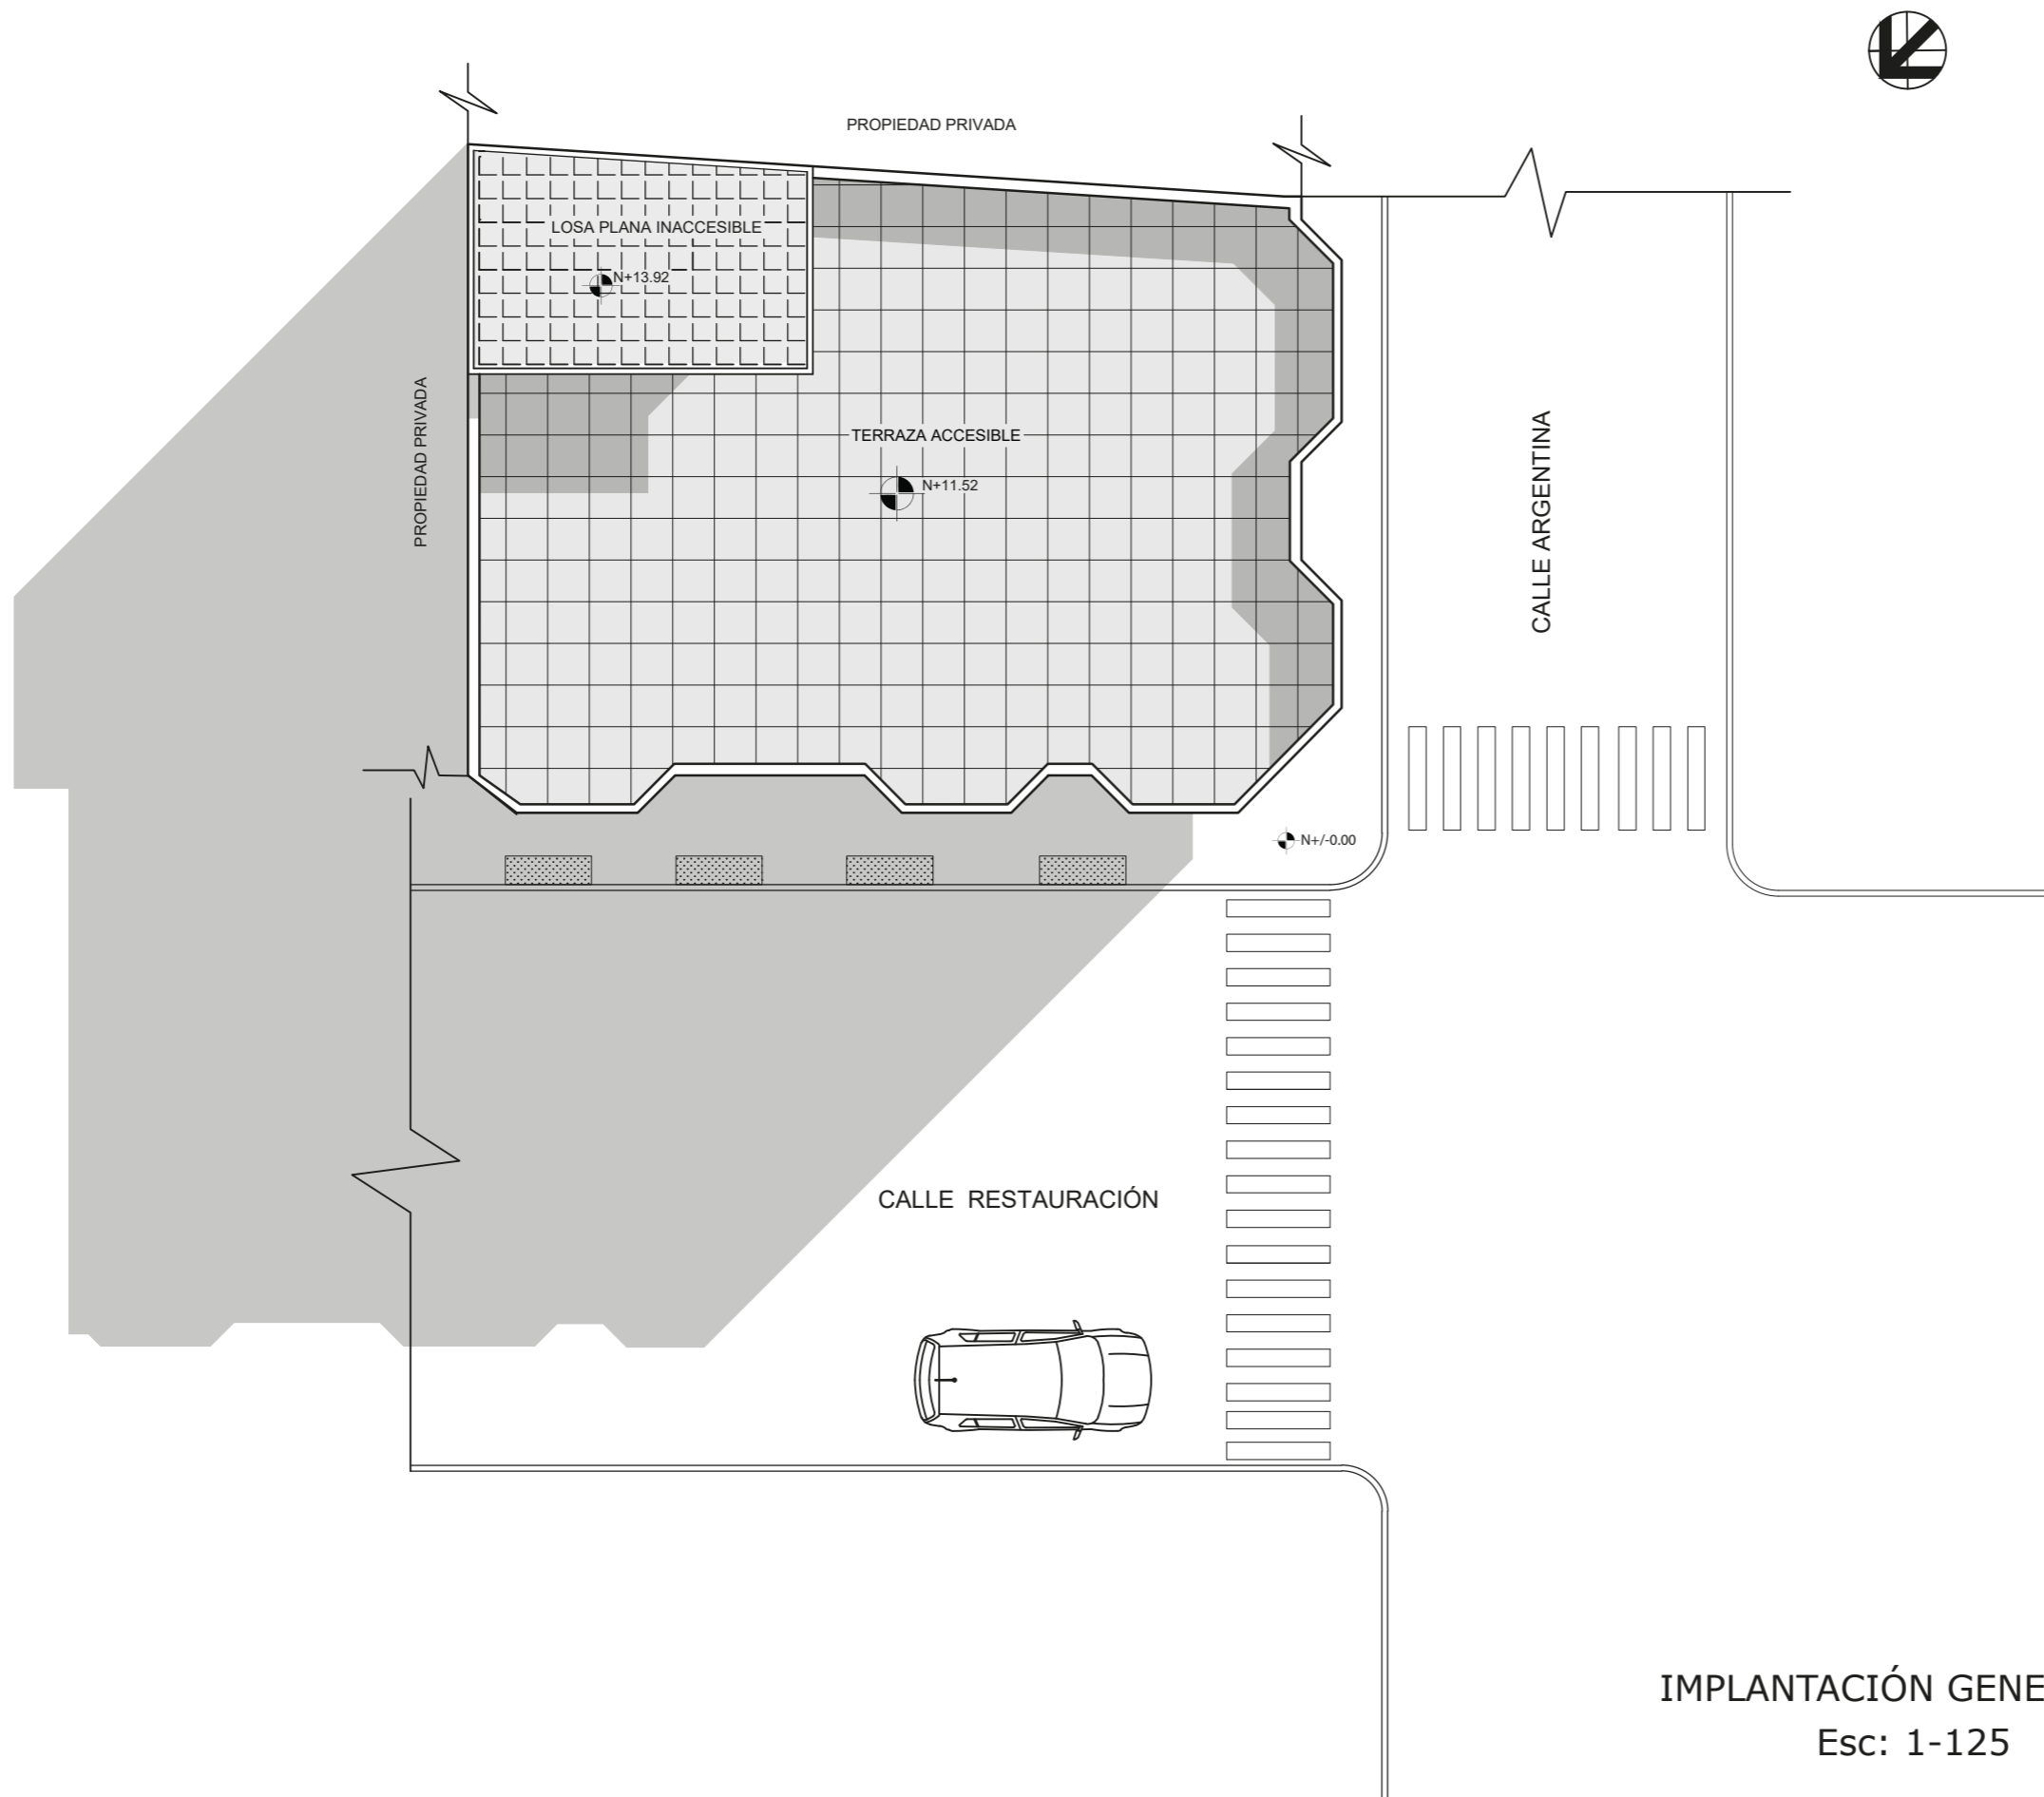 PROPIEDAD PRIVADA
LOSA PLANA INACCESIBLE
N+13.92
PROPIEDAD PRIVADA
TERRAZA ACCESIBLE
N+11.52
CALLE ARGENTINA
N+/-0.00
CALLE RESTAURACIÓN
IMPLANTACIÓN GENE
Esc: 1-125